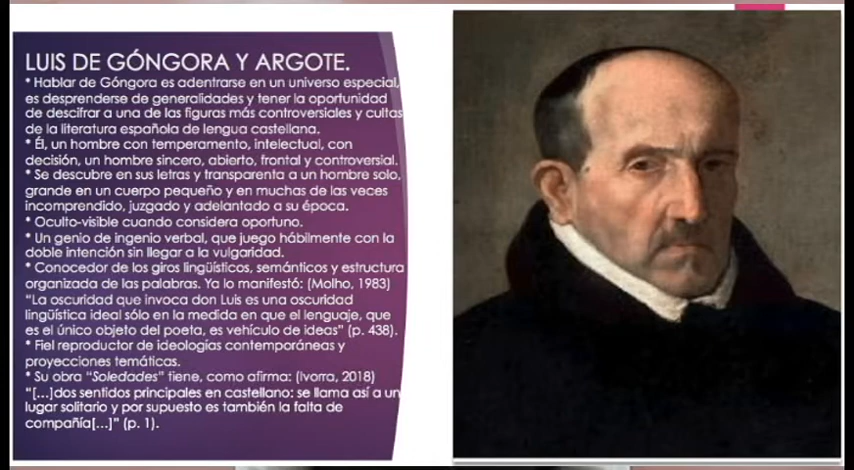 LUIS DE GÓNGORA Y ARGOTE.
* Hablar de Góngora es adentrarse en un universo especial,
es desprenderse de generalidades y tener la oportunidad
de descifrar a una de las figuras más controversiales y cultas
de la literatura española de lengua castellana.
* Él, un hombre con temperamento, intelectual, con
decisión, un hombre sincero, abierto, frontal y controversial.
* Se descubre en sus letras y transparenta a un hombre solo,
grande en un cuerpo pequeño y en muchas de las veces
incomprendido, juzgado y adelantado a su época.
* Oculto-visible cuando considera oportuno.
* Un genio de ingenio verbal, que juego hábilmente con la
doble intención sin llegar a la vulgaridad.
* Conocedor de los giros lingüísticos, semánticos y estructura
organizada de las palabras. Ya lo manifestó: (Molho, 1983)
“La oscuridad que invoca don Luis es una oscuridad
lingüística ideal sólo en la medida en que el lenguaje, que
es el único objeto del poeta, es vehículo de ideas” (p. 438).
* Fiel reproductor de ideologías contemporáneas y
proyecciones temáticas.
* Su obra “Soledades” tiene, como afirma: (Ivorra, 2018)
“[...]dos sentidos principales en castellano: se llama así a un
lugar solitario y por supuesto es también la falta de
compañía[...]” (p. 1).